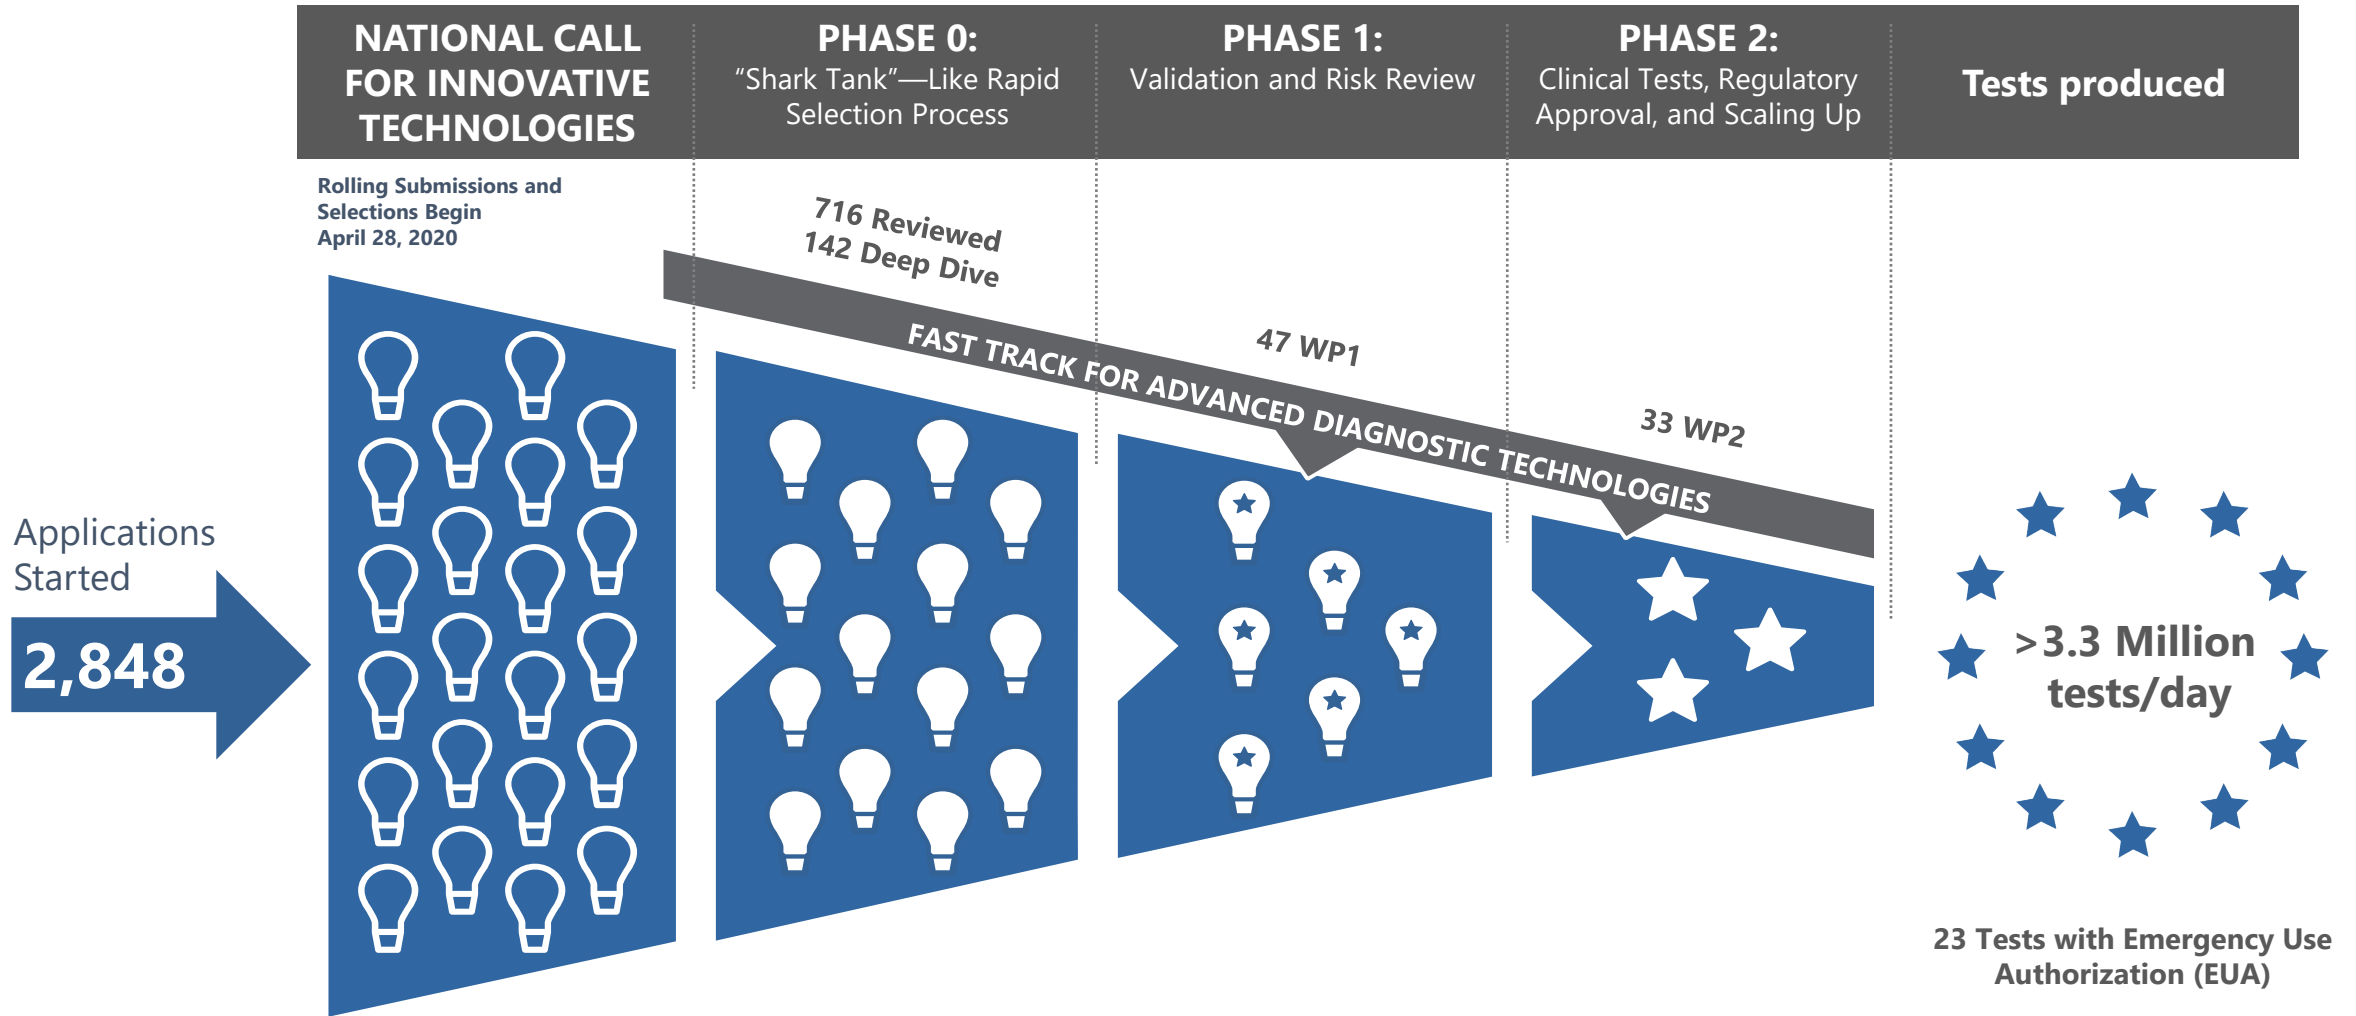 NATIONAL CALL
FOR INNOVATIVE
TECHNOLOGIES
PHASE 0:
“Shark Tank”—Like Rapid
Selection Process
PHASE 1:
Validation and Risk Review
PHASE 2:
Clinical Tests, Regulatory
Approval, and Scaling Up
Tests produced
Rolling Submissions and
Selections Begin
April 28, 2020
716 Reviewed
142 Deep Dive
47 WP1
33 WP2
FAST TRACK FOR ADVANCED DIAGNOSTIC TECHNOLOGIES
Applications
Started
2,848
>3.3 Million
tests/day
23 Tests with Emergency Use
Authorization (EUA)